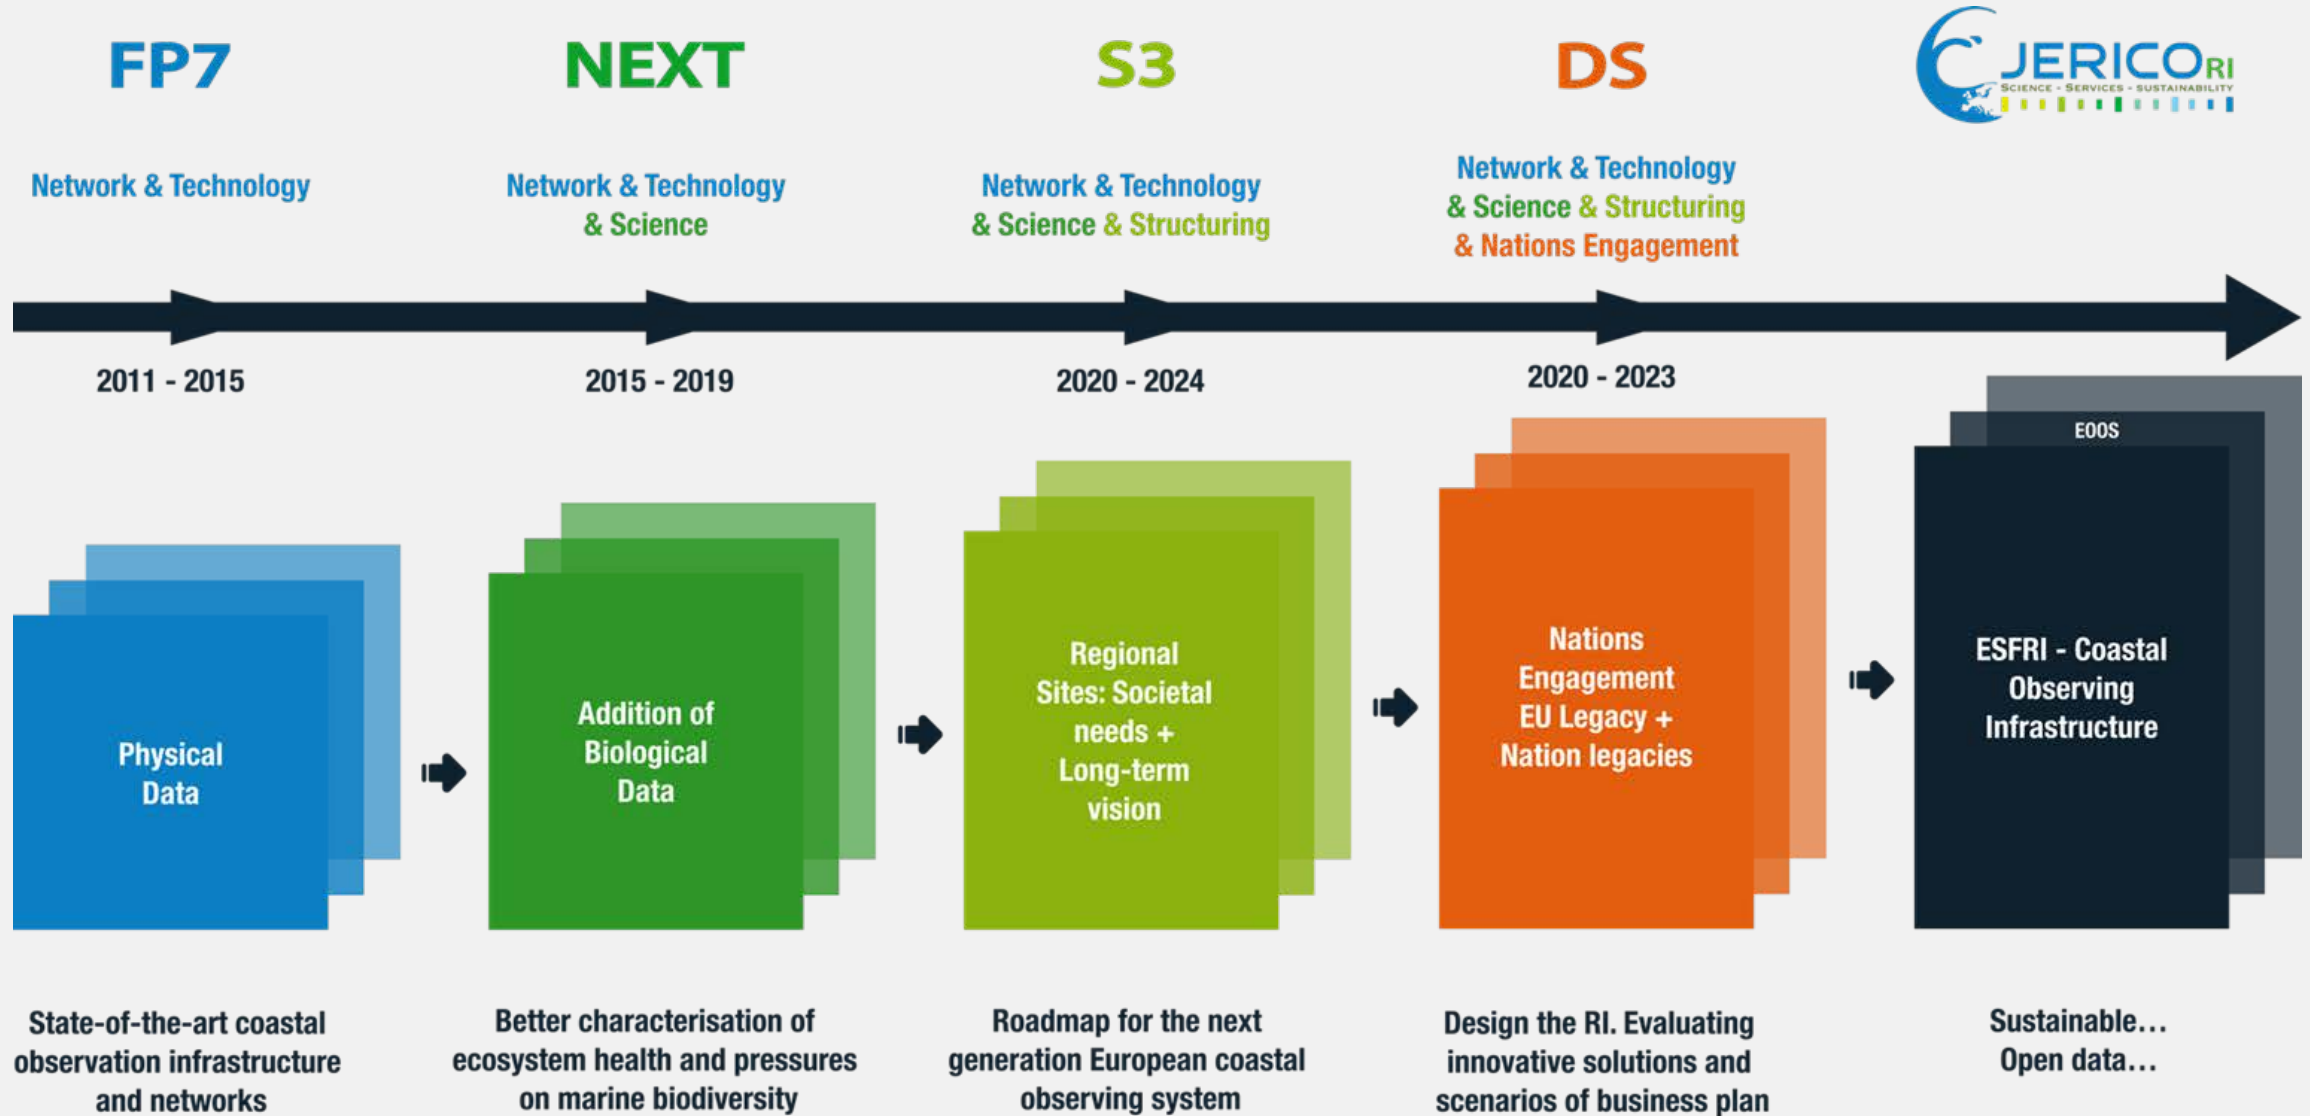 FP7
NEXT
S3
DS
JERICO RI
SCIENCE - SERVICES - SUSTAINABILITY
Network & Technology
Network & Technology
& Science
Network & Technology
& Science & Structuring
Network & Technology
& Science & Structuring
& Nations Engagement
2011 - 2015
2015 - 2019
2020 - 2024
2020 - 2023
Physical
Data
Addition of
Biological
Data
Regional
Sites: Societal
needs +
Long-term
vision
Nations
Engagement
EU Legacy +
Nation legacies
EOOS
ESFRI - Coastal
Observing
Infrastructure
State-of-the-art coastal
observation infrastructure
and networks
Better characterisation of
ecosystem health and pressures
on marine biodiversity
Roadmap for the next
generation European coastal
observing system
Design the RI. Evaluating
innovative solutions and
scenarios of business plan
Sustainable...
Open data...